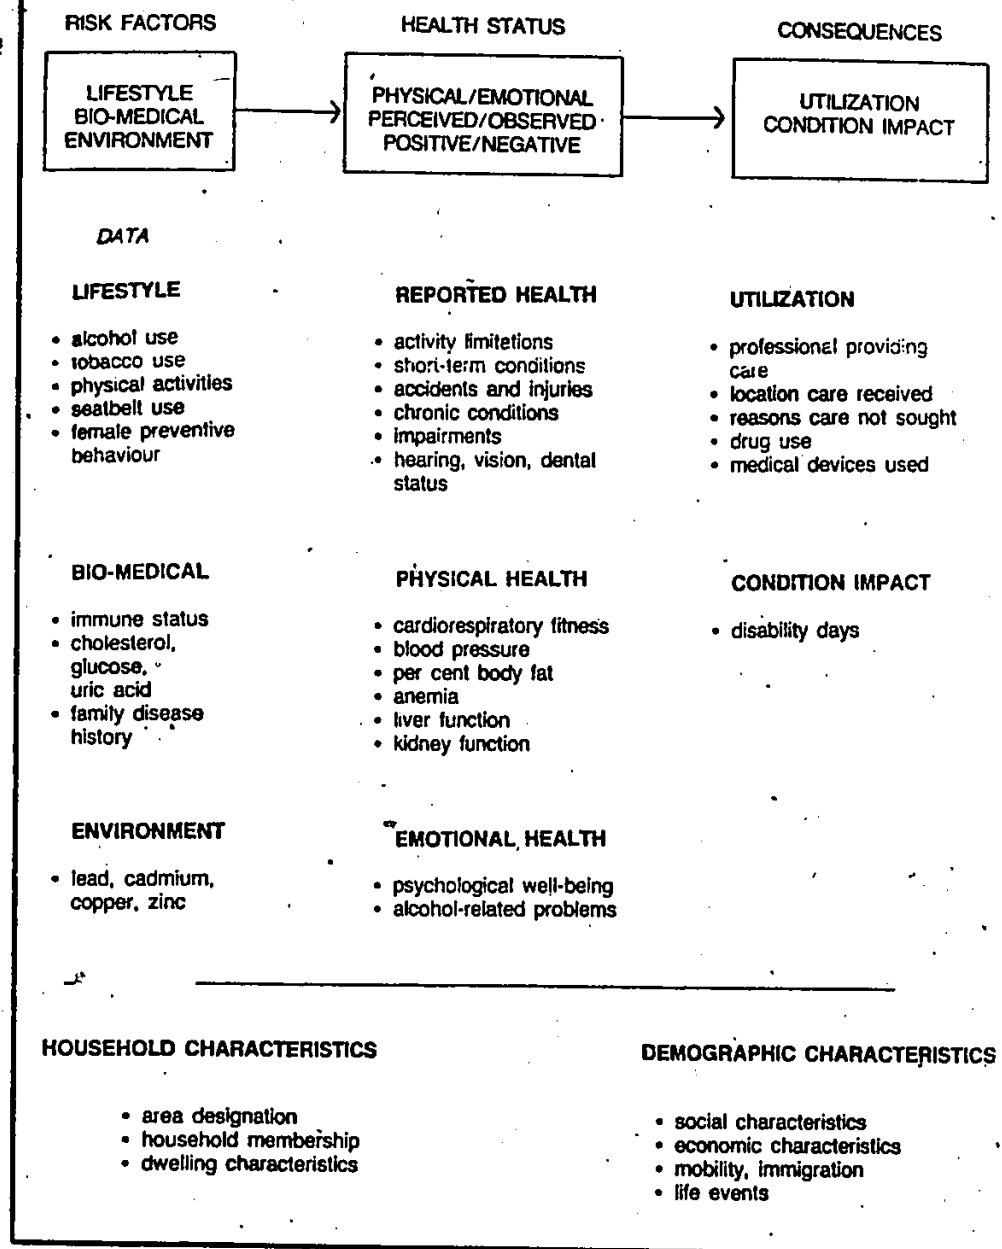 RISK FACTORS
HEALTH STATUS
CONSEQUENCES
LIFESTYLE
BIO-MEDICAL
ENVIRONMENT
PHYSICAL/EMOTIONAL
PERCEIVED/OBSERVED
POSITIVE/NEGATIVE
UTILIZATION
CONDITION IMPACT
DATA
LIFESTYLE
• alcohol use
• tobacco use
• physical activities
• seatbelt use
• female preventive
behaviour
REPORTED HEALTH
• activity limitations
• short-term conditions
• accidents and injuries
• chronic conditions
• impairments
• hearing, vision, dental
status
UTILIZATION
• professional providing
care
• location care received
• reasons care not sought
• drug use
• medical devices used
BIO-MEDICAL
• immune status
• cholesterol,
glucose,
uric acid
• family disease
history
PHYSICAL HEALTH
• cardiorespiratory fitness
• blood pressure
• per cent body fat
• anemia
• liver function
• kidney function
CONDITION IMPACT
• disability days
ENVIRONMENT
• lead, cadmium,
copper, zinc
EMOTIONAL HEALTH
• psychological well-being
• alcohol-related problems
HOUSEHOLD CHARACTERISTICS
• area designation
• household membership
• dwelling characteristics
DEMOGRAPHIC CHARACTERISTICS
• social characteristics
• economic characteristics
• mobility, immigration
• life events